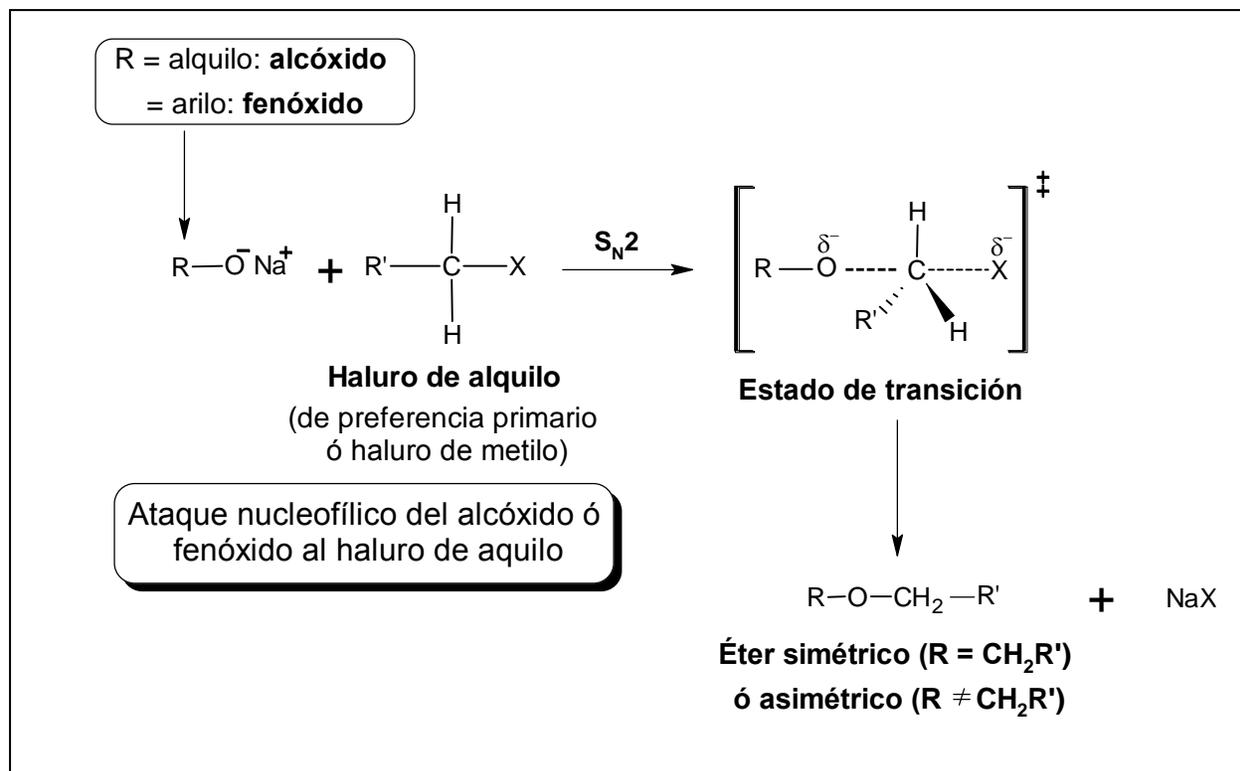 R = alquilo: alcóxido
= arilo: fenóxido
R—O⁻ Na⁺ + R'—C—X
H
H
S_N2
R—O δ⁻ C X δ⁻
H
R'
H
‡
Haluro de alquilo
(de preferencia primario
ó haluro de metilo)
Estado de transición
Ataque nucleofílico del alcóxido ó
fenóxido al haluro de aquilo
R—O—CH₂—R' + NaX
Éter simétrico (R = CH₂R')
ó asimétrico (R ≠ CH₂R')